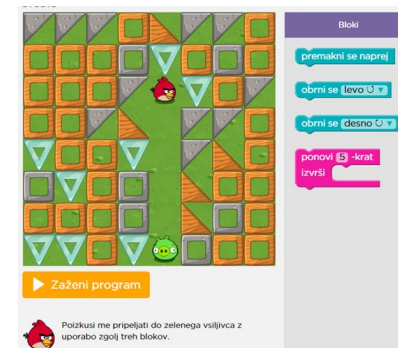 Bloki
premakni se naprej
obrni se levo ↺ ▾
obrni se desno ↻ ▾
ponovi 5 -krat
izvrši
Zaženi program
Poizkusi me pripeljati do zelenega vsiljivca z
uporabo zgolj treh blokov.